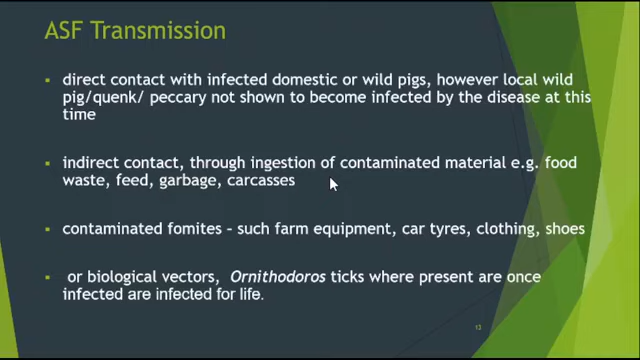 ASF Transmission
▪ direct contact with infected domestic or wild pigs, however local wild
pig/quenk/ peccary not shown to become infected by the disease at this
time
▪ indirect contact, through ingestion of contaminated material e.g. food
waste, feed, garbage, carcasses
▪ contaminated fomites – such farm equipment, car tyres, clothing, shoes
▪ or biological vectors, Ornithodoros ticks where present are once
infected are infected for life.
13